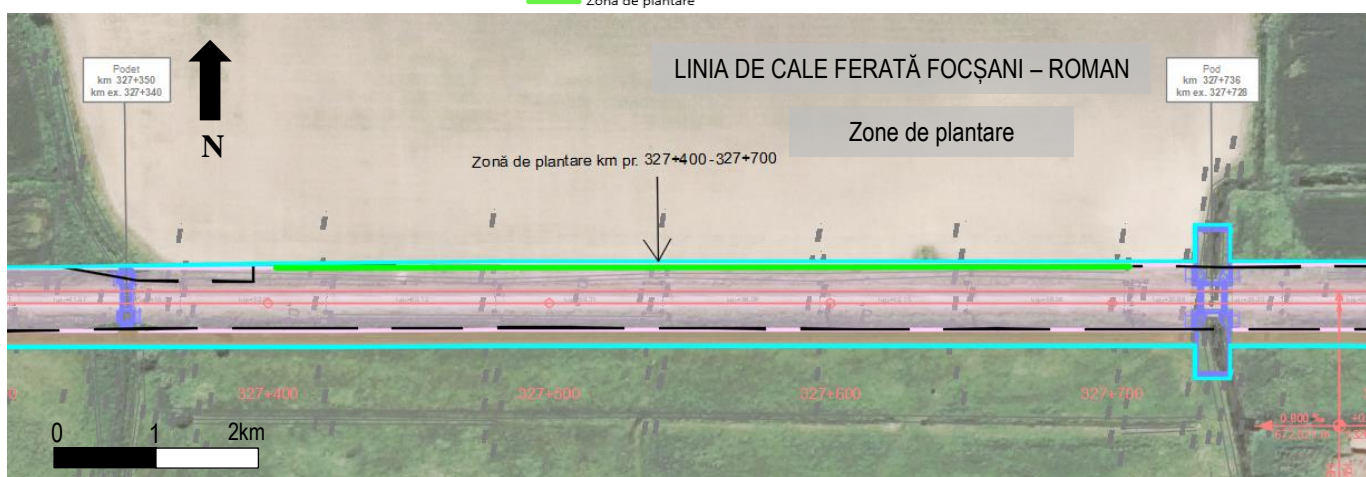 Zonă de plantare
Podet
km 327+350
km ex. 327+340
N
LINIA DE CALE FERATĂ FOCȘANI – ROMAN
Zone de plantare
Pod
km 327+736
km ex. 327+728
Zonă de plantare km pr. 327+400-327+700
327+400
327+500
327+600
327+700
0 1 2km